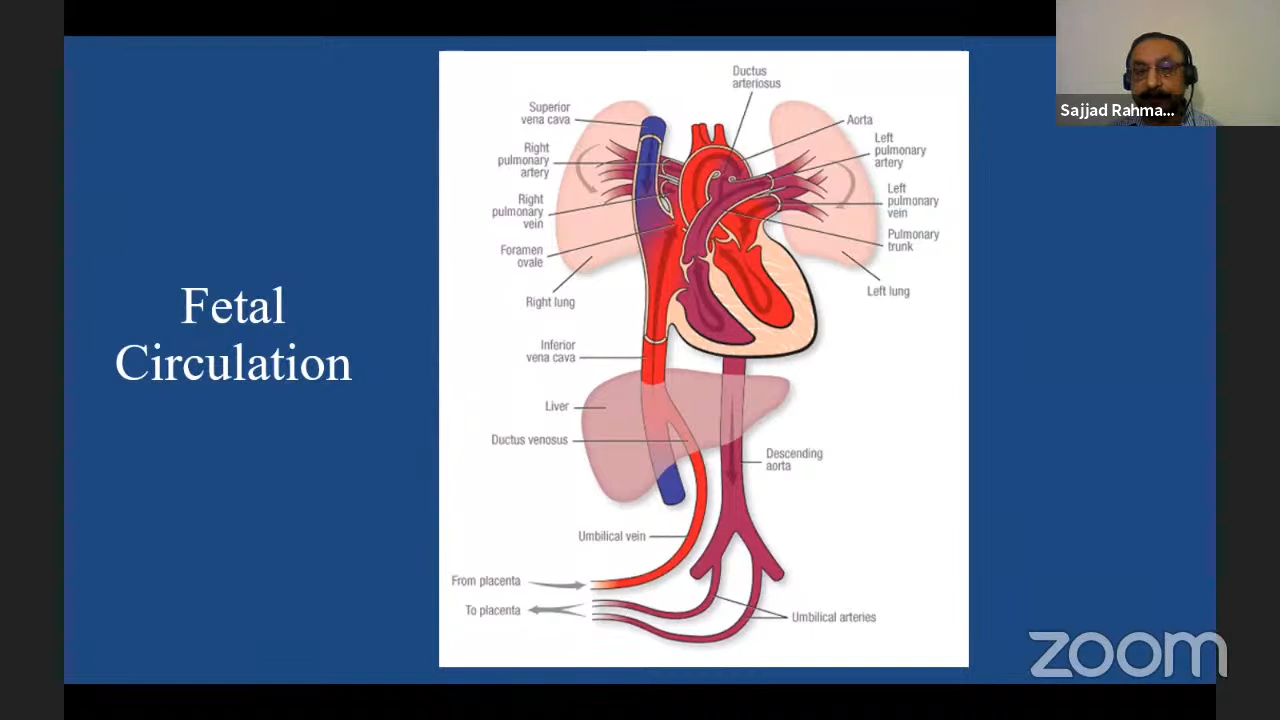 Sajjad Rahma...
Fetal
Circulation
Ductus
arteriosus
Superior
vena cava
Aorta
Right
pulmonary
artery
Left
pulmonary
artery
Right
pulmonary
vein
Left
pulmonary
vein
Foramen
ovale
Pulmonary
trunk
Right lung
Left lung
Inferior
vena cava
Liver
Ductus venosus
Descending
aorta
Umbilical vein
From placenta
To placenta
Umbilical arteries
zoom